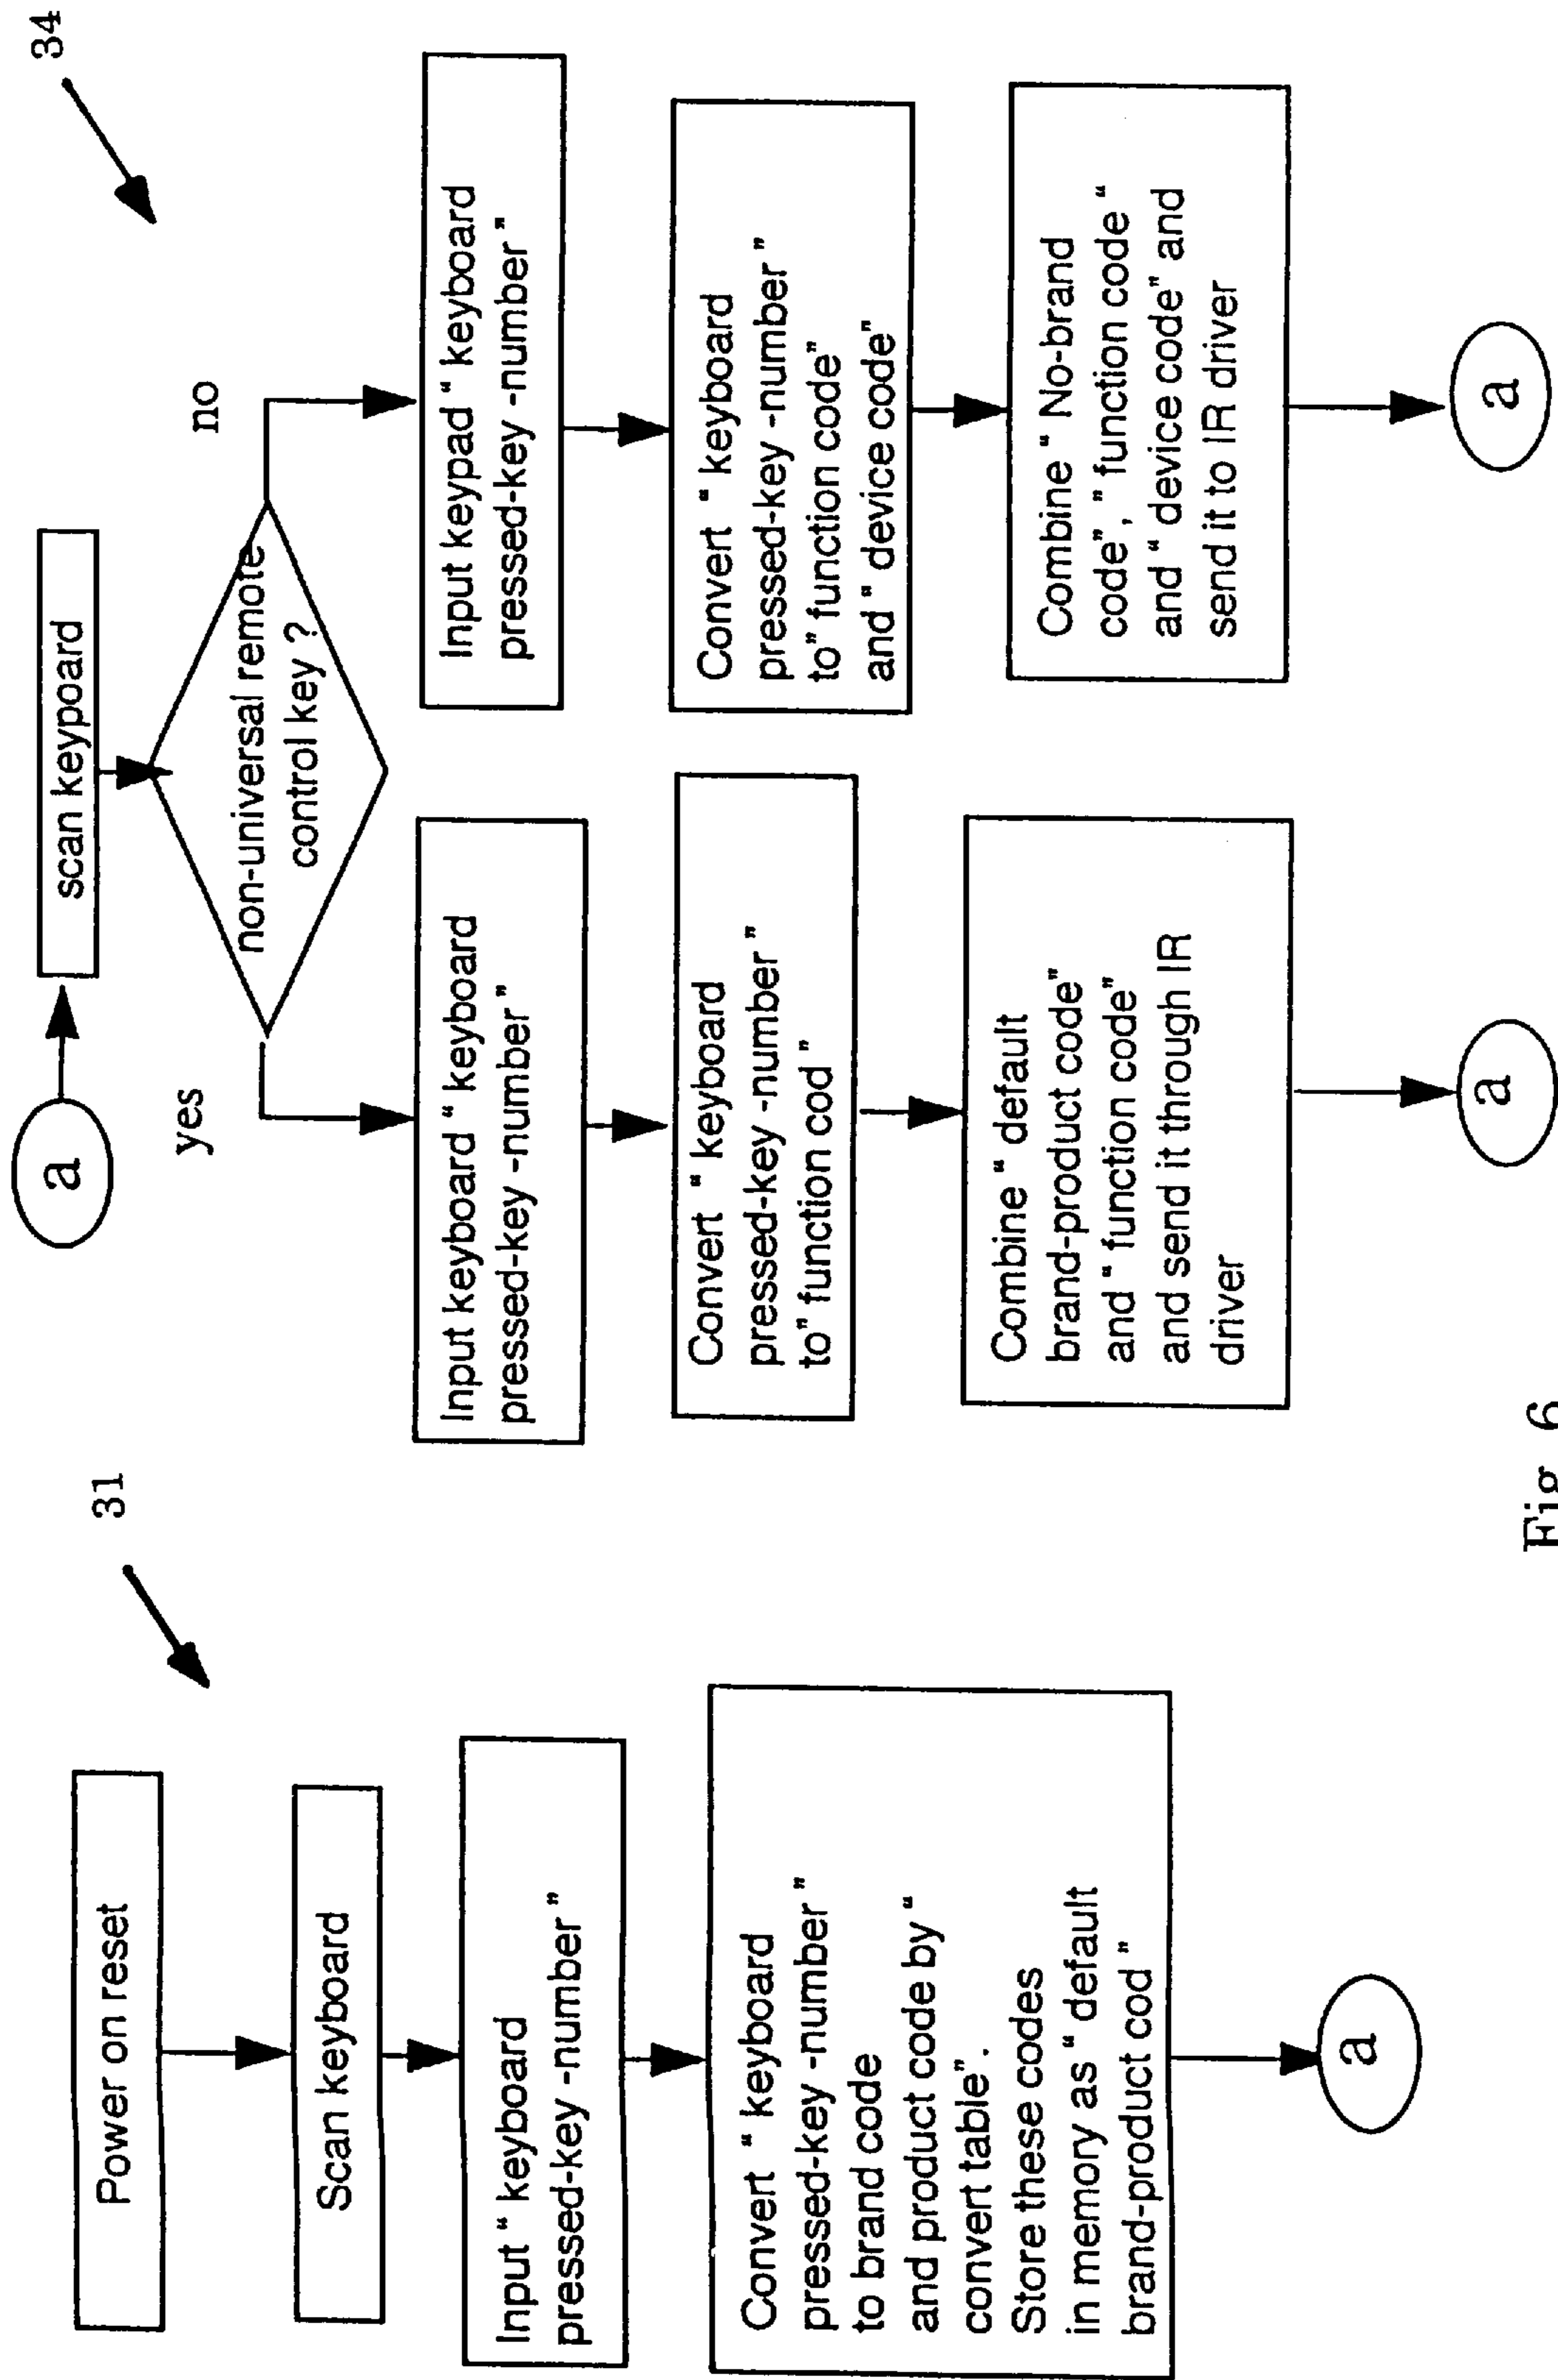 31
Power on reset
Scan keyboard
Input “ keyboard
pressed-key -number ”
Convert “ keyboard
pressed-key -number ”
to brand code
and product code by “
convert table”.
Store these codes
in memory as “ default
brand-product cod ”
a
34
a
scan keypoard
non-universal remote
control key ?
yes
no
Input keyboard “ keyboard
pressed-key -number ”
Convert “ keyboard
pressed-key -number ”
to” function cod ”
Combine “ default
brand-product code”
and “ function code”
and send it through IR
driver
a
Input keypad “ keyboard
pressed-key -number ”
Convert “ keyboard
pressed-key -number ”
to” function code”
and “ device code”
Combine “ No-brand
code”, ” function code “
and “ device code” and
send it to IR driver
a
Fig. 6